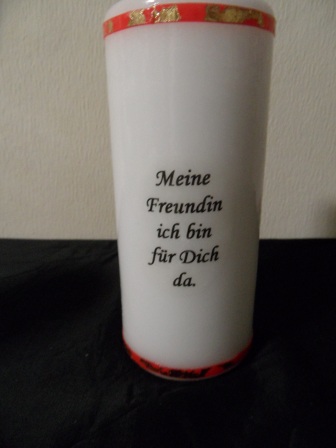 Meine
Freundin
ich bin
für Dich
da.